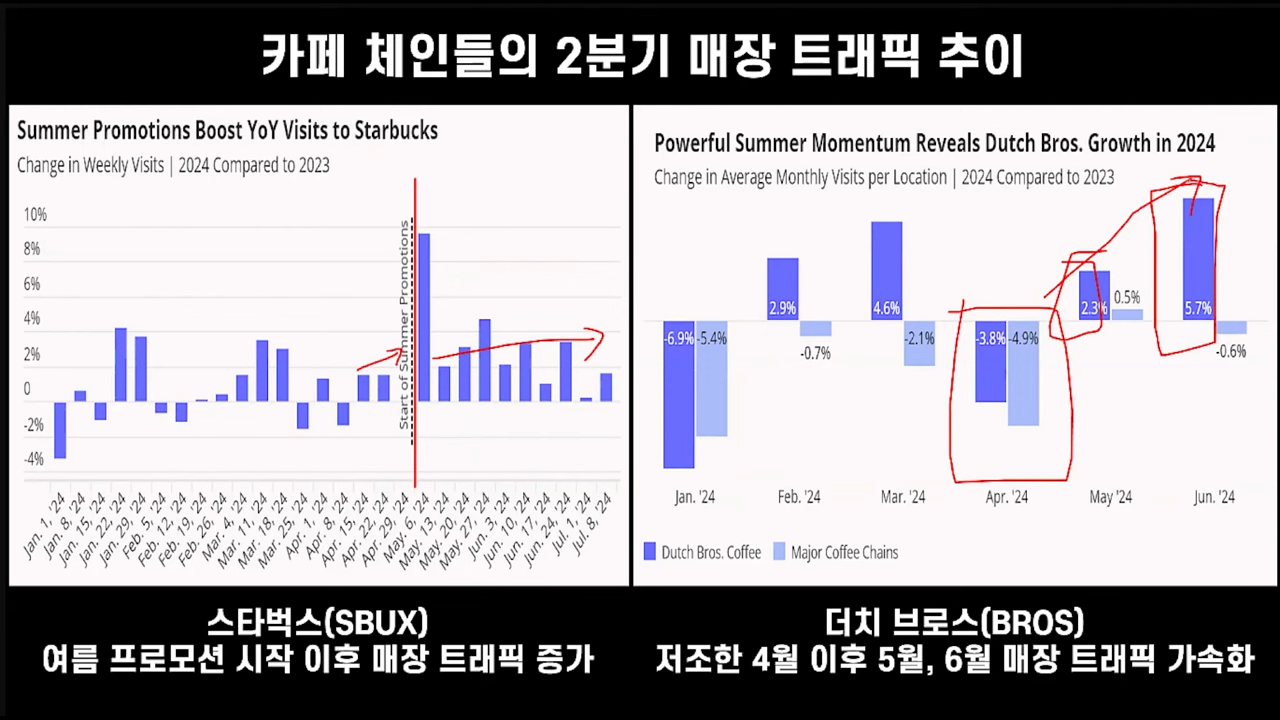 카페 체인들의 2분기 매장 트래픽 추이
Summer Promotions Boost YoY Visits to Starbucks
Change in Weekly Visits | 2024 Compared to 2023
10%
8%
6%
4%
2%
0
-2%
-4%
Start of Summer Promotions
Jan. 1, '24
Jan. 8, '24
Jan. 15, '24
Jan. 22, '24
Jan. 29, '24
Feb. 5, '24
Feb. 12, '24
Feb. 19, '24
Feb. 26, '24
Mar. 4, '24
Mar. 11, '24
Mar. 18, '24
Mar. 25, '24
Apr. 1, '24
Apr. 8, '24
Apr. 15, '24
Apr. 22, '24
Apr. 29, '24
May. 6, '24
May. 13, '24
May. 20, '24
May. 27, '24
Jun. 3, '24
Jun. 10, '24
Jun. 17, '24
Jun. 24, '24
Jul. 1, '24
Jul. 8, '24
Powerful Summer Momentum Reveals Dutch Bros. Growth in 2024
Change in Average Monthly Visits per Location | 2024 Compared to 2023
-6.9%
-5.4%
2.9%
-0.7%
4.6%
-2.1%
-3.8%
-4.9%
2.3%
0.5%
5.7%
-0.6%
Jan. '24
Feb. '24
Mar. '24
Apr. '24
May '24
Jun. '24
Dutch Bros. Coffee
Major Coffee Chains
스타벅스(SBUX)
여름 프로모션 시작 이후 매장 트래픽 증가
더치 브로스(BROS)
저조한 4월 이후 5월, 6월 매장 트래픽 가속화